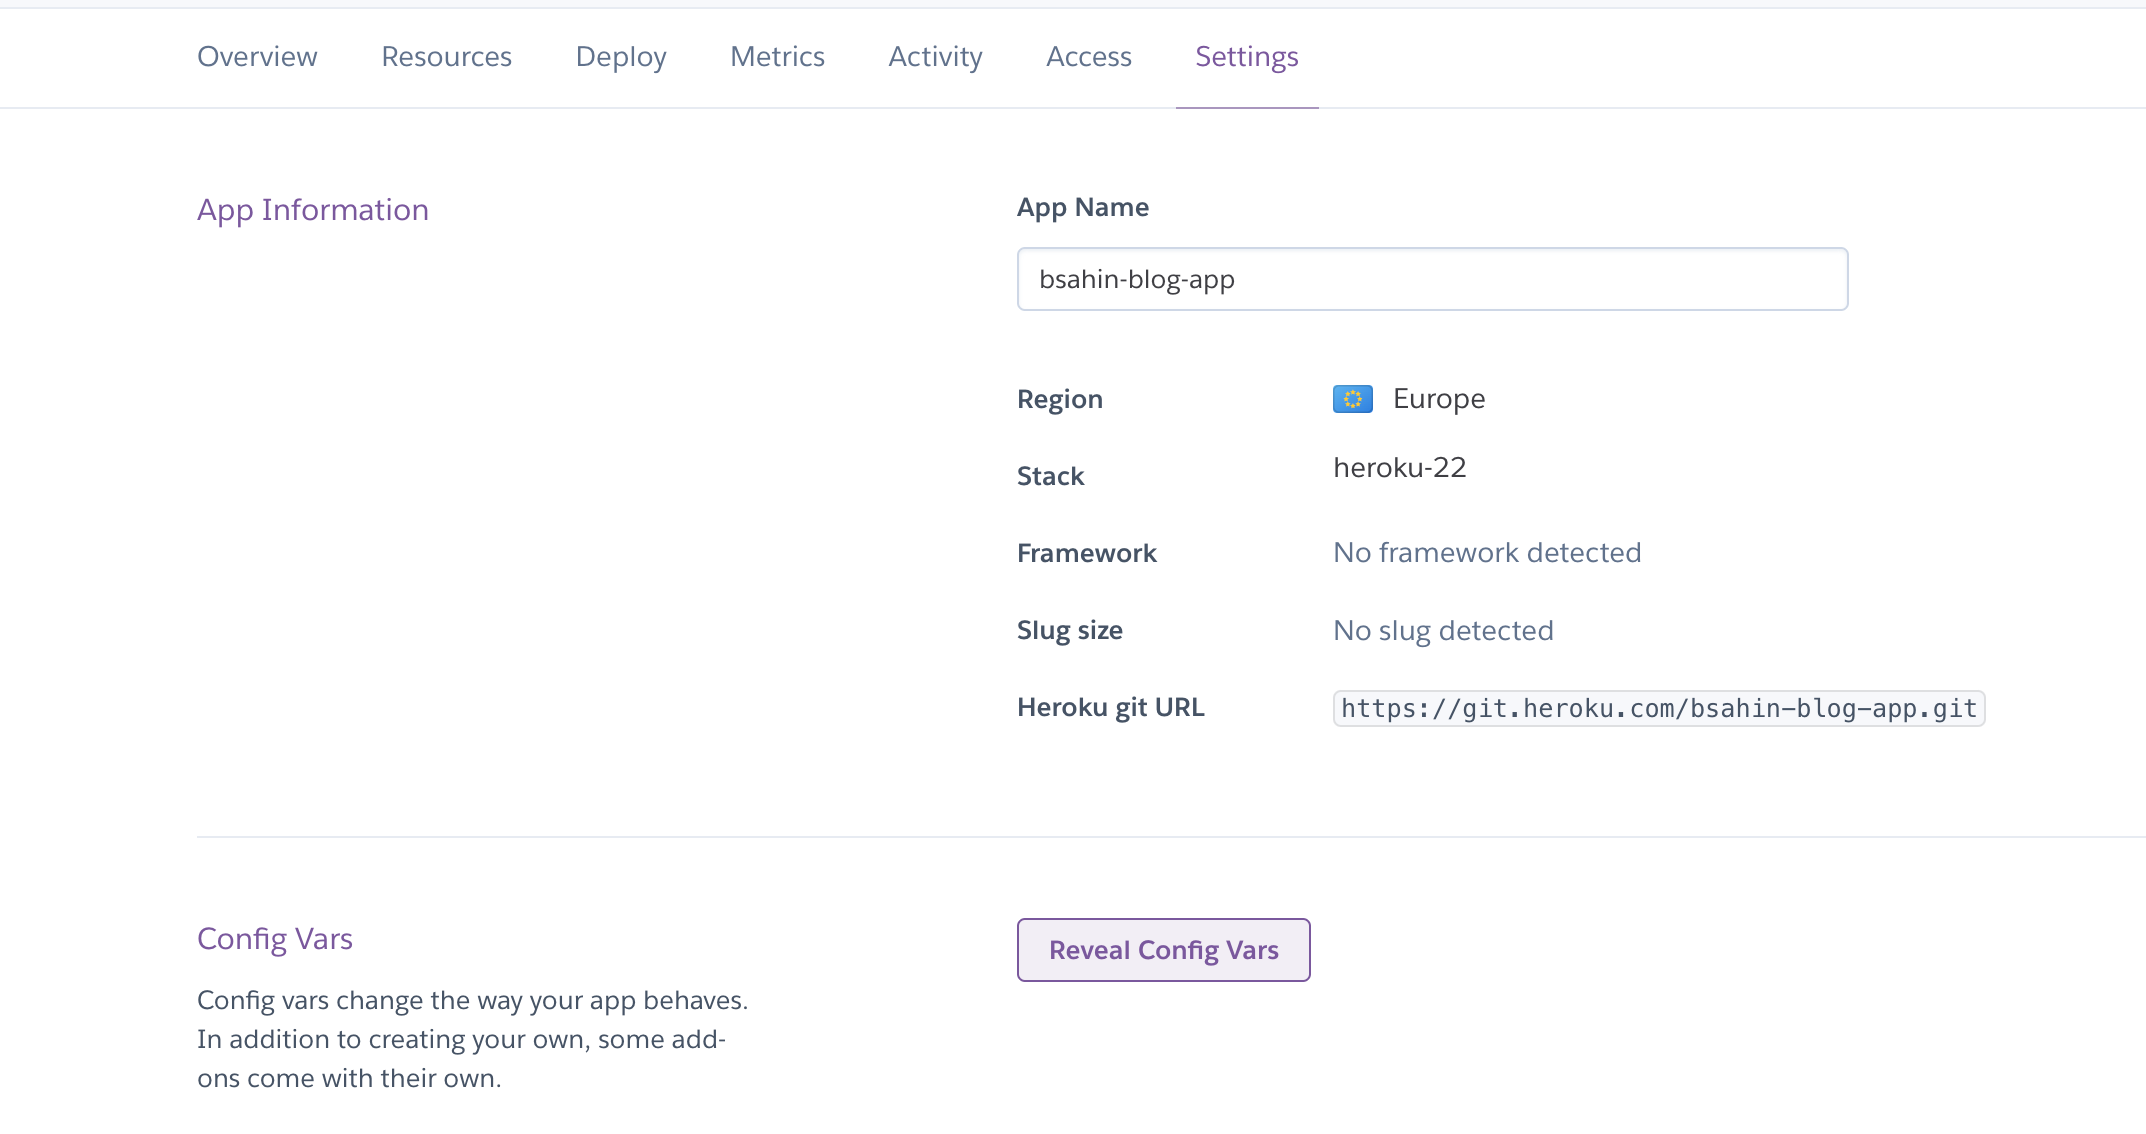 Overview Resources Deploy Metrics Activity Access Settings
App Information
App Name
bsahin-blog-app
Region Europe
Stack heroku-22
Framework No framework detected
Slug size No slug detected
Heroku git URL https://git.heroku.com/bsahin-blog-app.git
Config Vars
Config vars change the way your app behaves.
In addition to creating your own, some add-
ons come with their own.
Reveal Config Vars